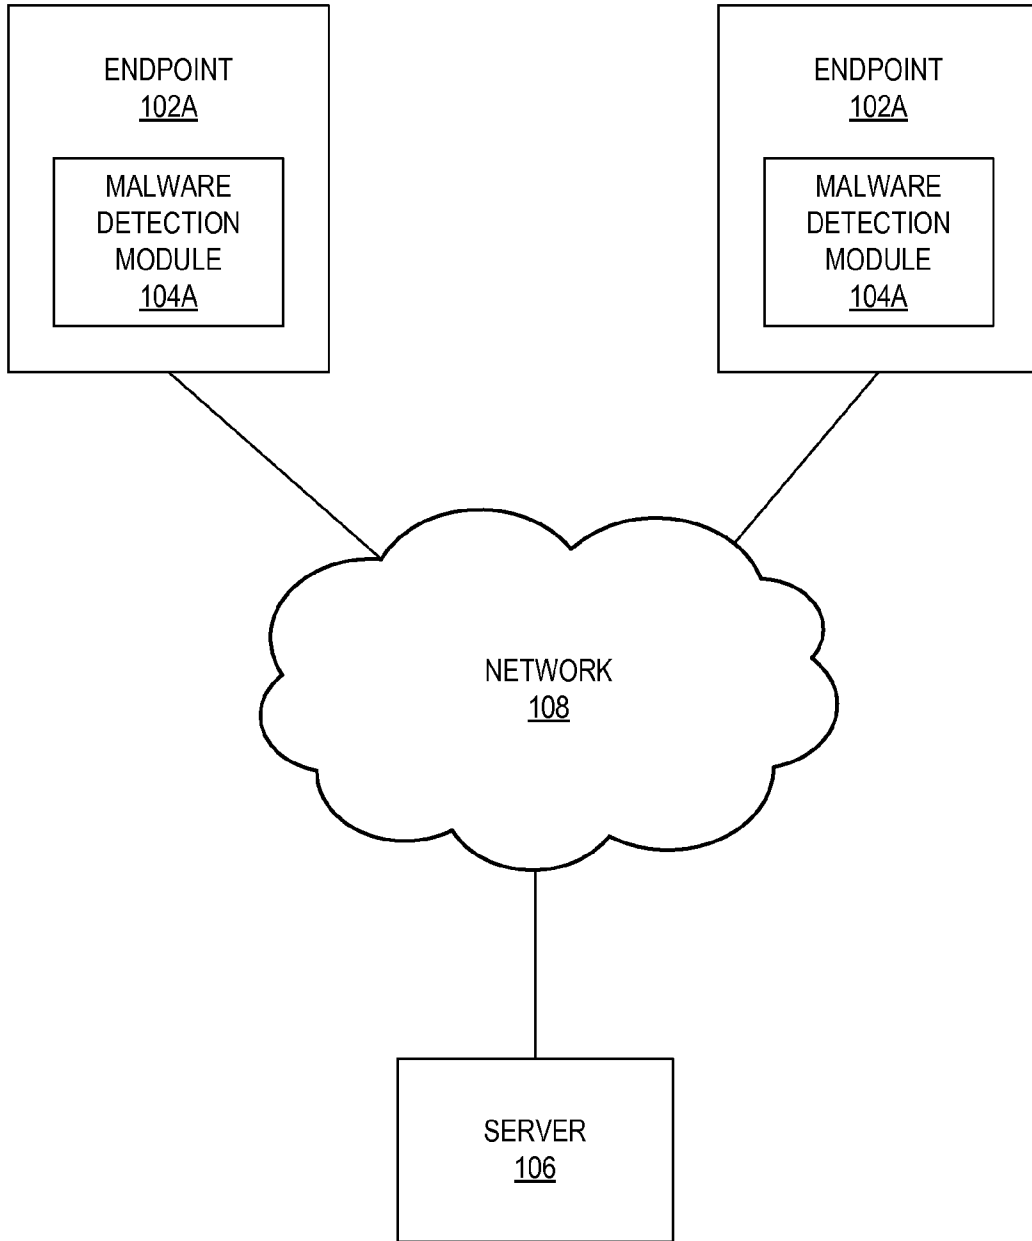 ENDPOINT
102A
MALWARE
DETECTION
MODULE
104A
ENDPOINT
102A
MALWARE
DETECTION
MODULE
104A
NETWORK
108
SERVER
106